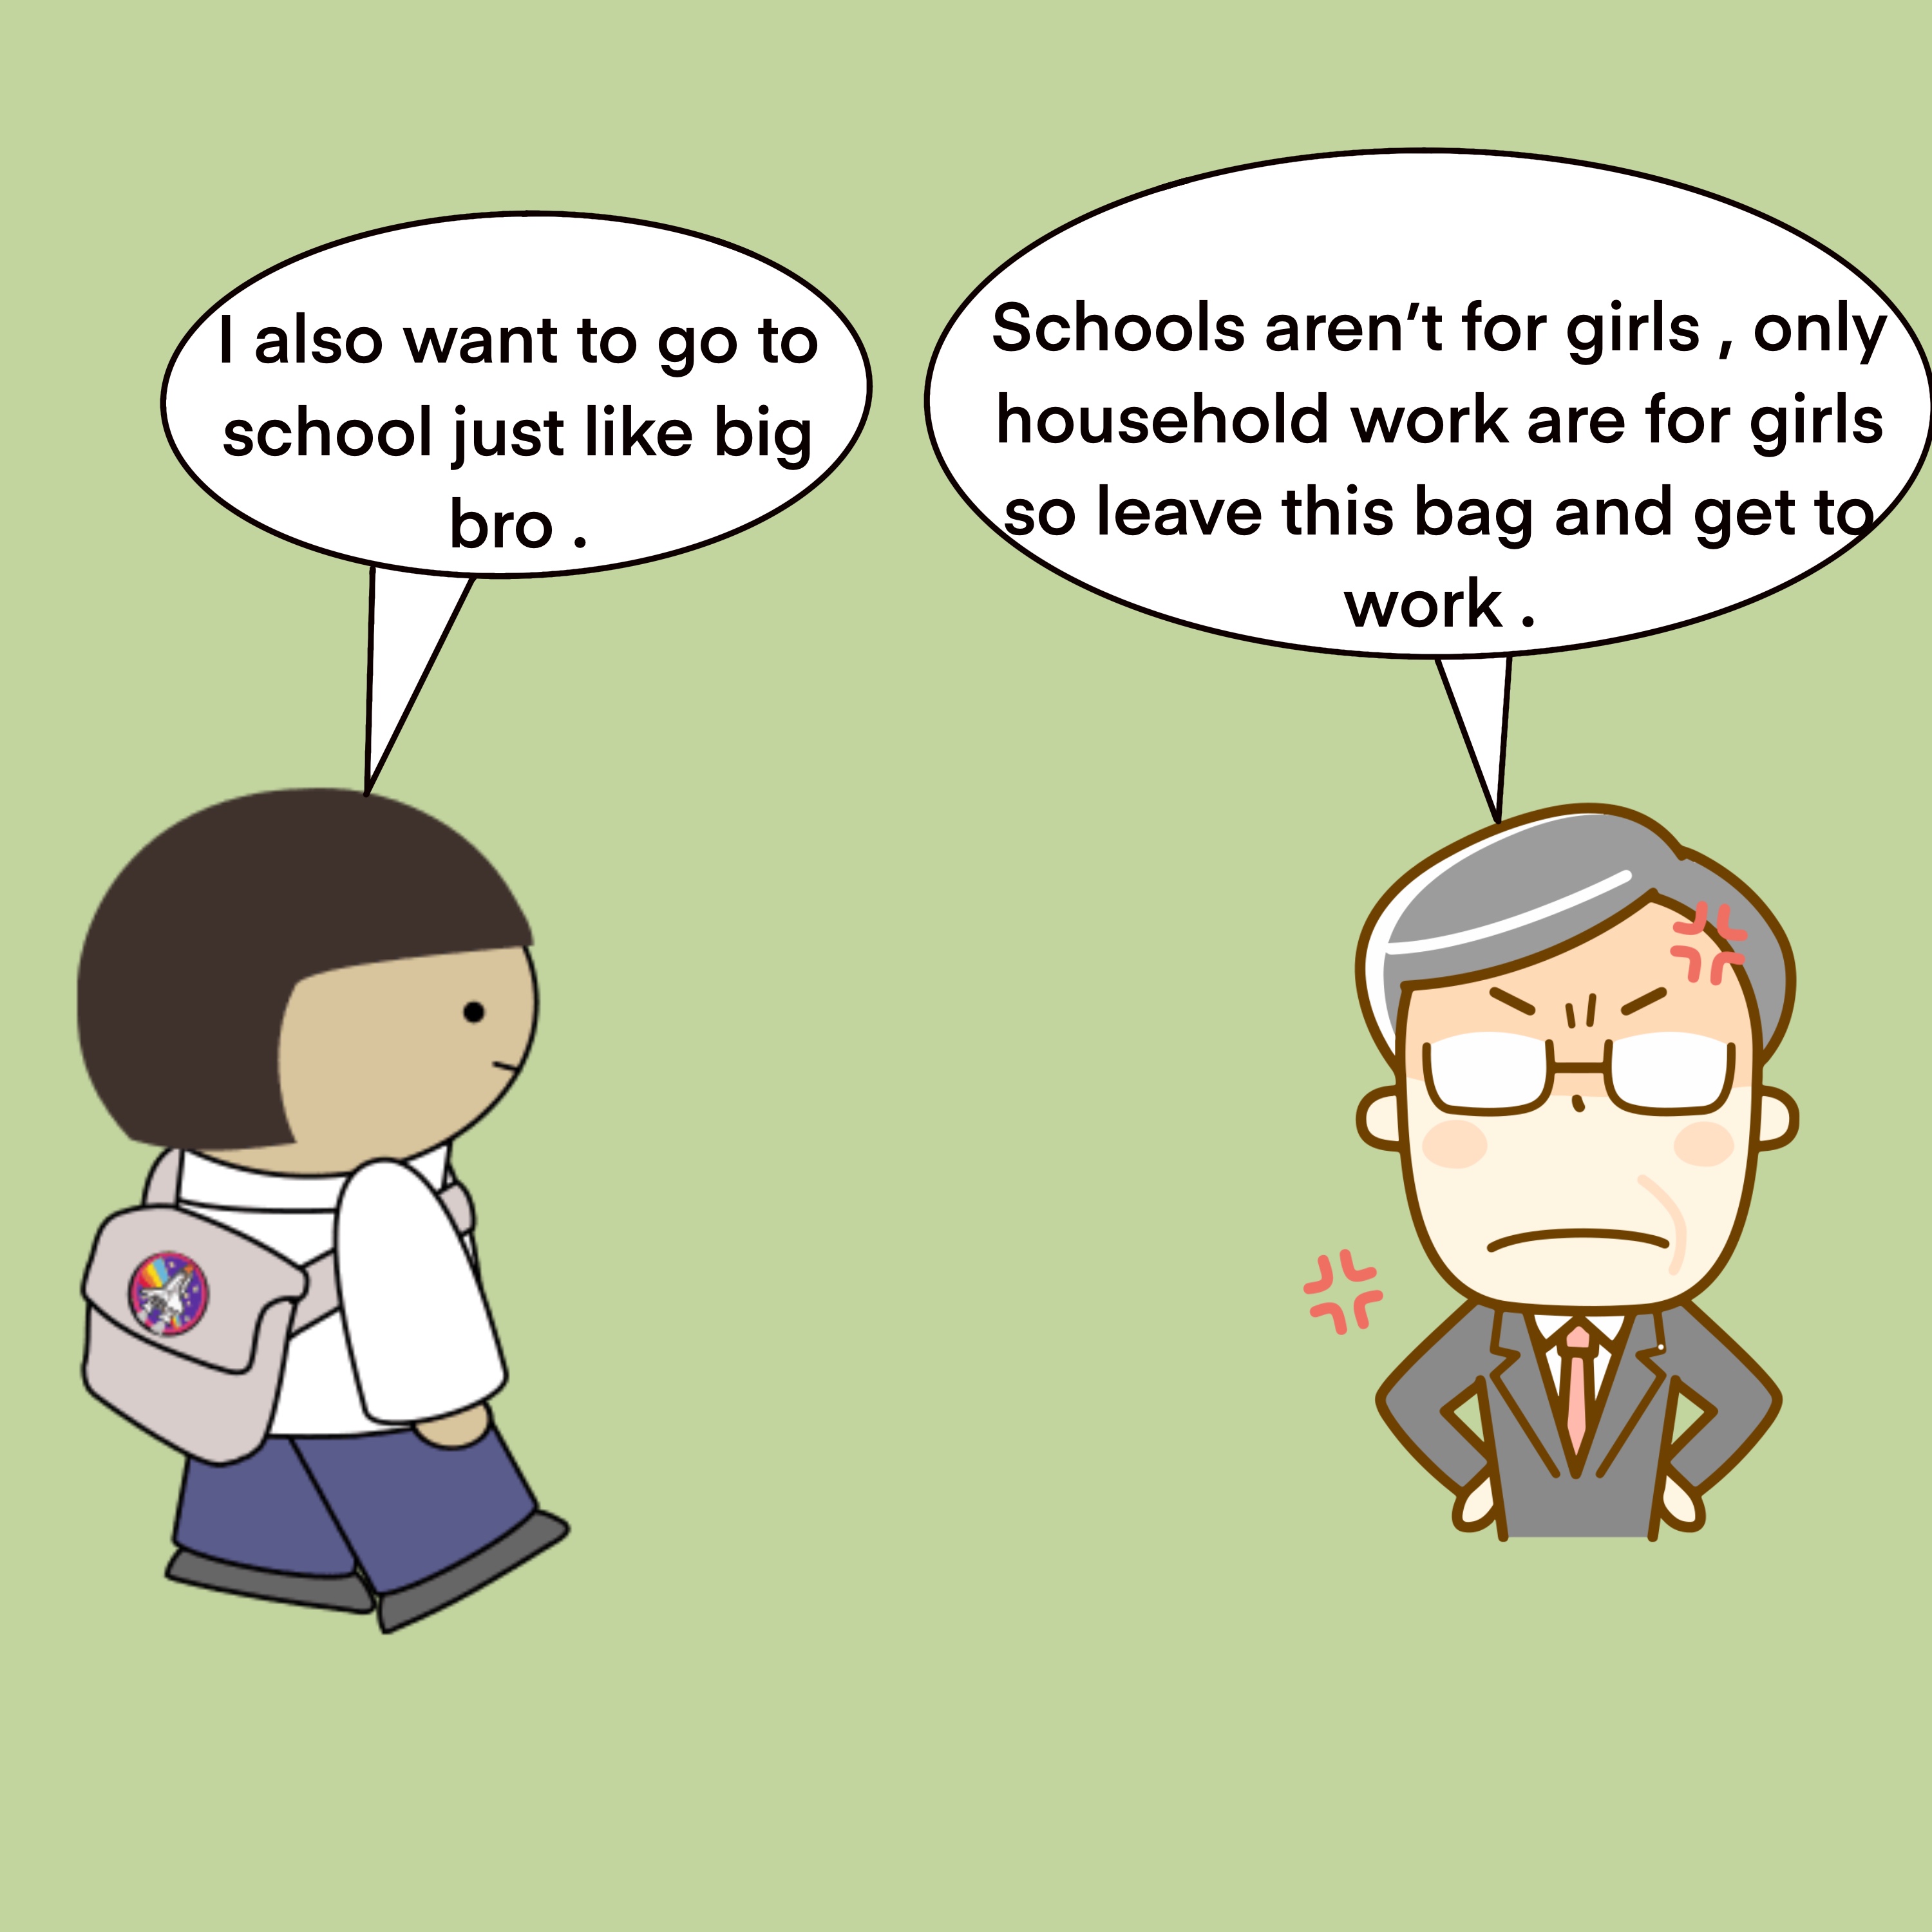 I also want to go to
school just like big
bro .
Schools aren't for girls , only
household work are for girls
so leave this bag and get to
work .